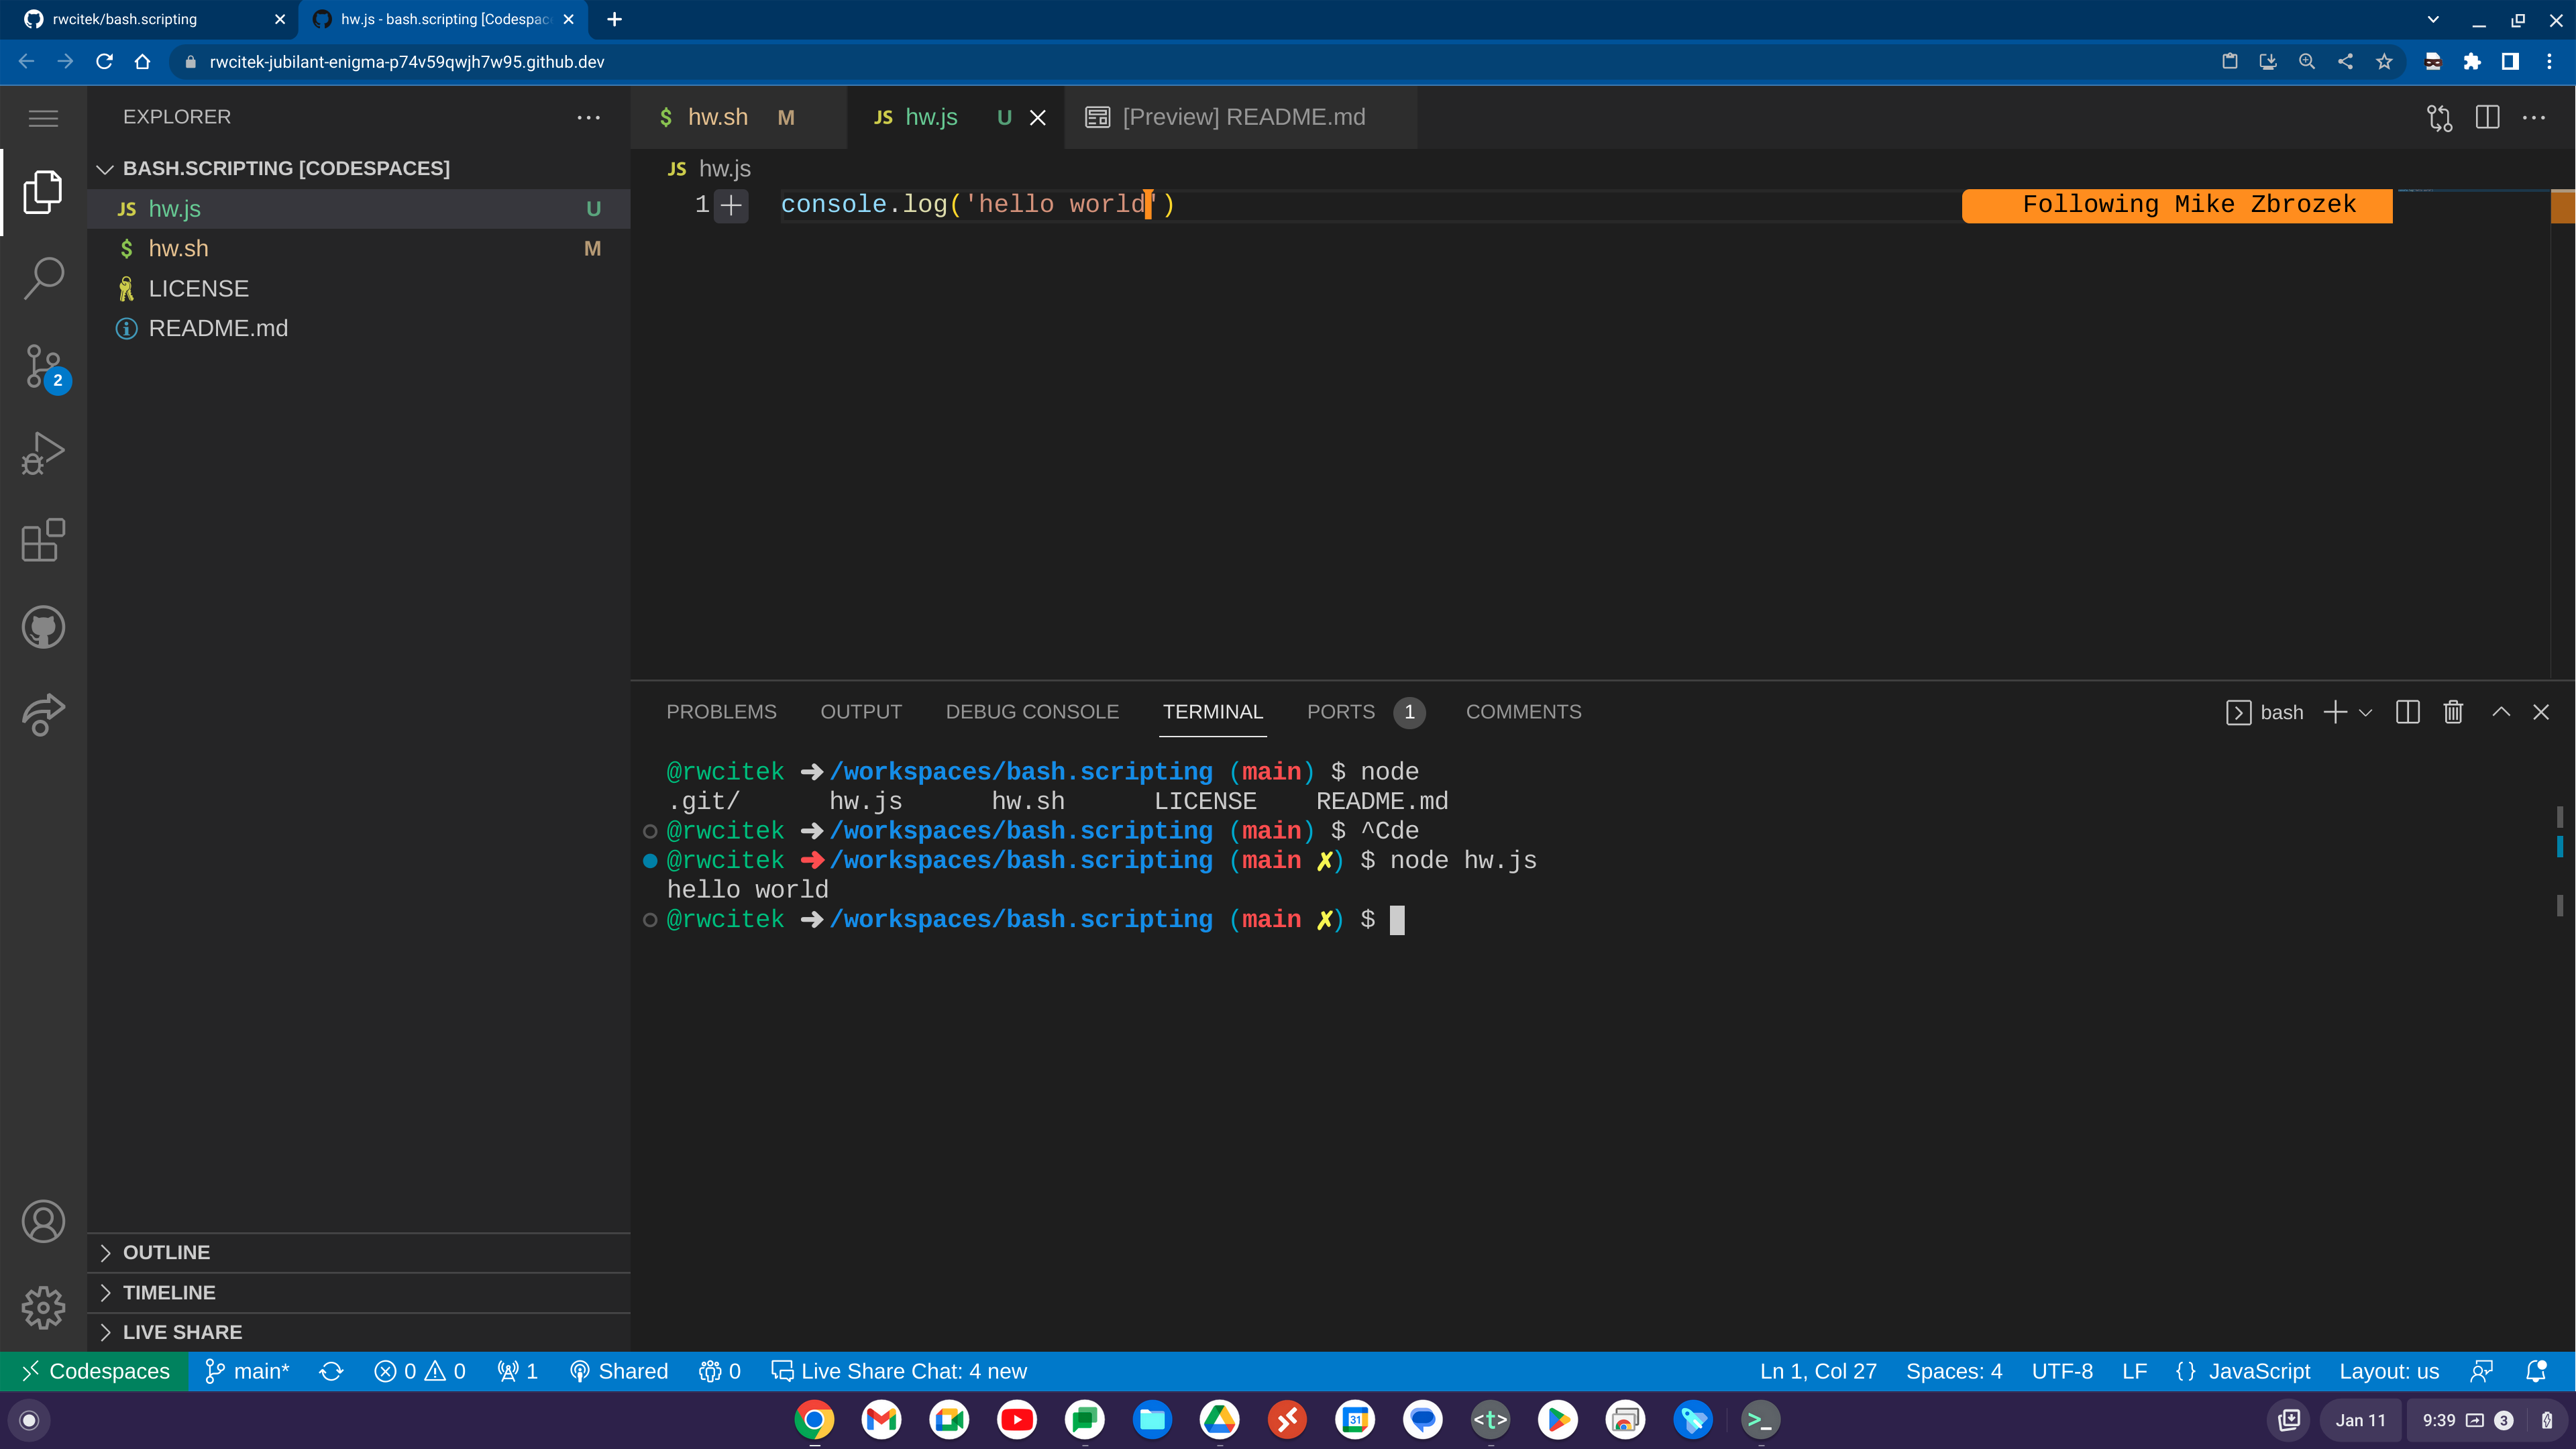 rwcitek/bash.scripting
hw.js - bash.scripting [Codespac
rwcitek-jubilant-enigma-p74v59qwjh7w95.github.dev
EXPLORER
BASH.SCRIPTING [CODESPACES]
JS hw.js U
$ hw.sh M
LICENSE
README.md
2
OUTLINE
TIMELINE
LIVE SHARE
$ hw.sh M
JS hw.js U
[Preview] README.md
JS hw.js
1 console.log('hello world')
Following Mike Zbrozek
PROBLEMS OUTPUT DEBUG CONSOLE TERMINAL PORTS 1 COMMENTS
bash
@rwcitek ➜ /workspaces/bash.scripting (main) $ node
.git/ hw.js hw.sh LICENSE README.md
@rwcitek ➜ /workspaces/bash.scripting (main) $ ^Cde
@rwcitek ➜ /workspaces/bash.scripting (main ✗) $ node hw.js
hello world
@rwcitek ➜ /workspaces/bash.scripting (main ✗) $
Codespaces main* 0 0 1 Shared 0 Live Share Chat: 4 new
Ln 1, Col 27 Spaces: 4 UTF-8 LF {} JavaScript Layout: us
31
<t>
>_
Jan 11
9:39 3